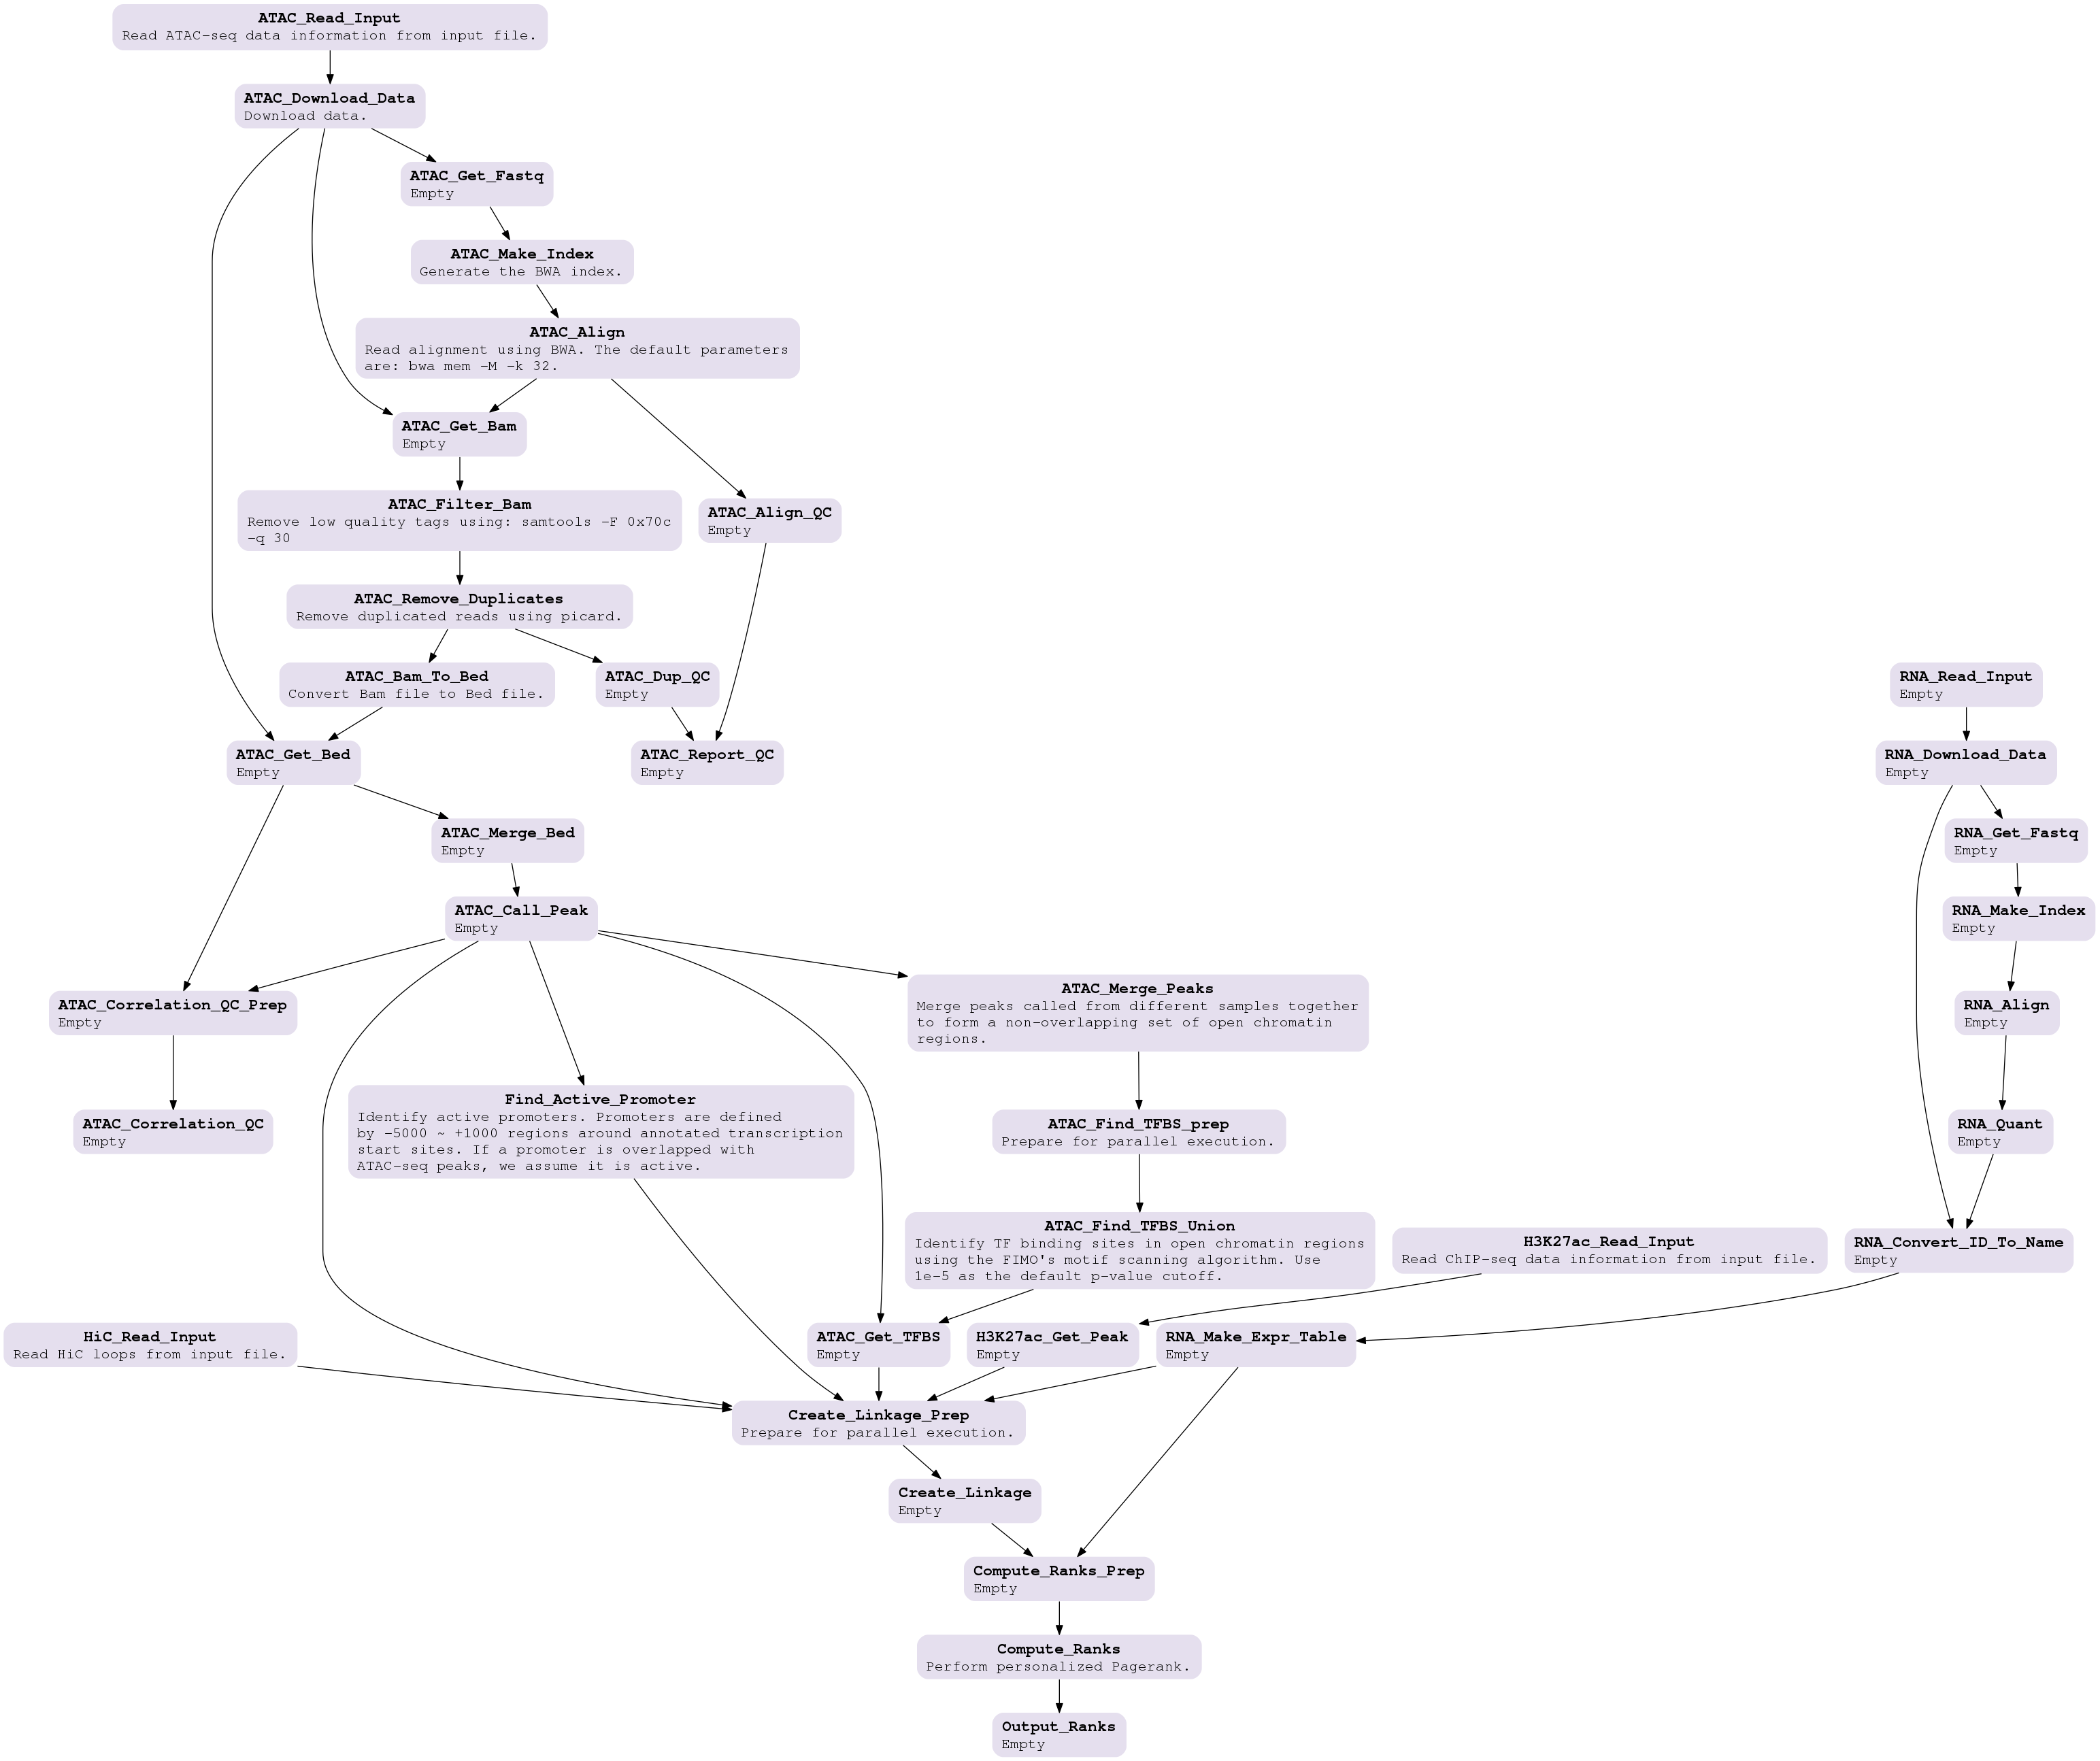 ATAC_Read_Input
Read ATAC-seq data information from input file.
ATAC_Download_Data
Download data.
ATAC_Get_Fastq
Empty
ATAC_Make_Index
Generate the BWA index.
ATAC_Align
Read alignment using BWA. The default parameters
are: bwa mem -M -k 32.
ATAC_Get_Bam
Empty
ATAC_Filter_Bam
Remove low quality tags using: samtools -F 0x70c
-q 30
ATAC_Align_QC
Empty
ATAC_Remove_Duplicates
Remove duplicated reads using picard.
ATAC_Bam_To_Bed
Convert Bam file to Bed file.
ATAC_Dup_QC
Empty
RNA_Read_Input
Empty
ATAC_Get_Bed
Empty
ATAC_Report_QC
Empty
RNA_Download_Data
Empty
ATAC_Merge_Bed
Empty
RNA_Get_Fastq
Empty
ATAC_Call_Peak
Empty
RNA_Make_Index
Empty
ATAC_Correlation_QC_Prep
Empty
ATAC_Merge_Peaks
Merge peaks called from different samples together
to form a non-overlapping set of open chromatin
regions.
RNA_Align
Empty
ATAC_Correlation_QC
Empty
Find_Active_Promoter
Identify active promoters. Promoters are defined
by -5000 ~ +1000 regions around annotated transcription
start sites. If a promoter is overlapped with
ATAC-seq peaks, we assume it is active.
ATAC_Find_TFBS_prep
Prepare for parallel execution.
RNA_Quant
Empty
ATAC_Find_TFBS_Union
Identify TF binding sites in open chromatin regions
using the FIMO's motif scanning algorithm. Use
1e-5 as the default p-value cutoff.
H3K27ac_Read_Input
Read ChIP-seq data information from input file.
RNA_Convert_ID_To_Name
Empty
HiC_Read_Input
Read HiC loops from input file.
ATAC_Get_TFBS
Empty
H3K27ac_Get_Peak
Empty
RNA_Make_Expr_Table
Empty
Create_Linkage_Prep
Prepare for parallel execution.
Create_Linkage
Empty
Compute_Ranks_Prep
Empty
Compute_Ranks
Perform personalized Pagerank.
Output_Ranks
Empty